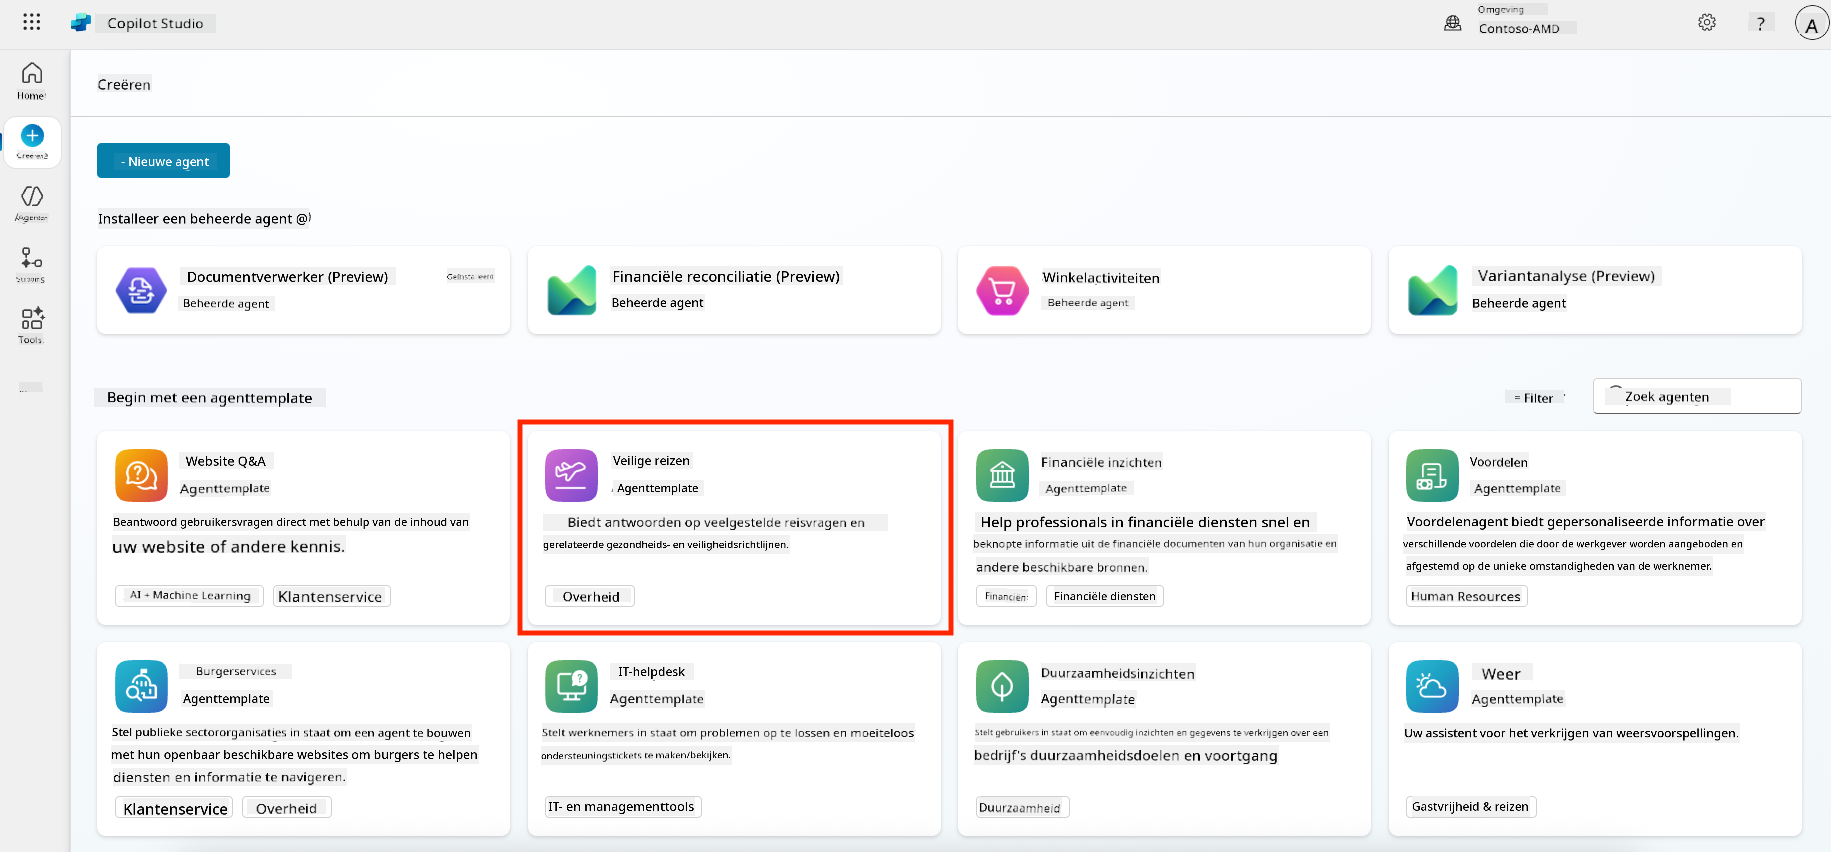 Copilot Studio
Omgeving
Contoso-AMD
?
A
Home
Creëren
Agenten
Tools
Creëren
- Nieuwe agent
Installeer een beheerde agent
Documentverwerker (Preview)
Geïnstalleerd
Beheerde agent
Financiële reconciliatie (Preview)
Beheerde agent
Winkelactiviteiten
Beheerde agent
Variantanalyse (Preview)
Beheerde agent
Begin met een agenttemplate
= Filter
Zoek agenten
Website Q&A
Agenttemplate
Beantwoord gebruikersvragen direct met behulp van de inhoud van
uw website of andere kennis.
AI + Machine Learning
Klantenservice
Veilige reizen
Agenttemplate
Biedt antwoorden op veelgestelde reisvragen en
gerelateerde gezondheids- en veiligheidsrichtlijnen.
Overheid
Financiële inzichten
Agenttemplate
Help professionals in financiële diensten snel en
beknopte informatie uit de financiële documenten van hun organisatie en
andere beschikbare bronnen.
Financiën
Financiële diensten
Voordelen
Agenttemplate
Voordelenagent biedt gepersonaliseerde informatie over
verschillende voordelen die door de werkgever worden aangeboden en
afgestemd op de unieke omstandigheden van de werknemer.
Human Resources
Burgerservices
Agenttemplate
Stel publieke sectororganisaties in staat om een agent te bouwen
met hun openbaar beschikbare websites om burgers te helpen
diensten en informatie te navigeren.
Klantenservice
Overheid
IT-helpdesk
Agenttemplate
Stelt werknemers in staat om problemen op te lossen en moeiteloos
ondersteuningstickets te maken/bekijken.
IT- en managementtools
Duurzaamheidsinzichten
Agenttemplate
Stelt gebruikers in staat om eenvoudig inzichten en gegevens te verkrijgen over een
bedrijf's duurzaamheidsdoelen en voortgang
Duurzaamheid
Weer
Agenttemplate
Uw assistent voor het verkrijgen van weersvoorspellingen.
Gastvrijheid & reizen